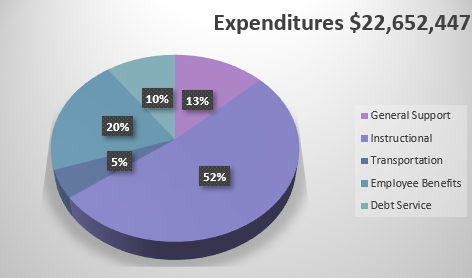 Expenditures $22,652,447
10%
13%
20%
5%
52%
General Support
Instructional
Transportation
Employee Benefits
Debt Service